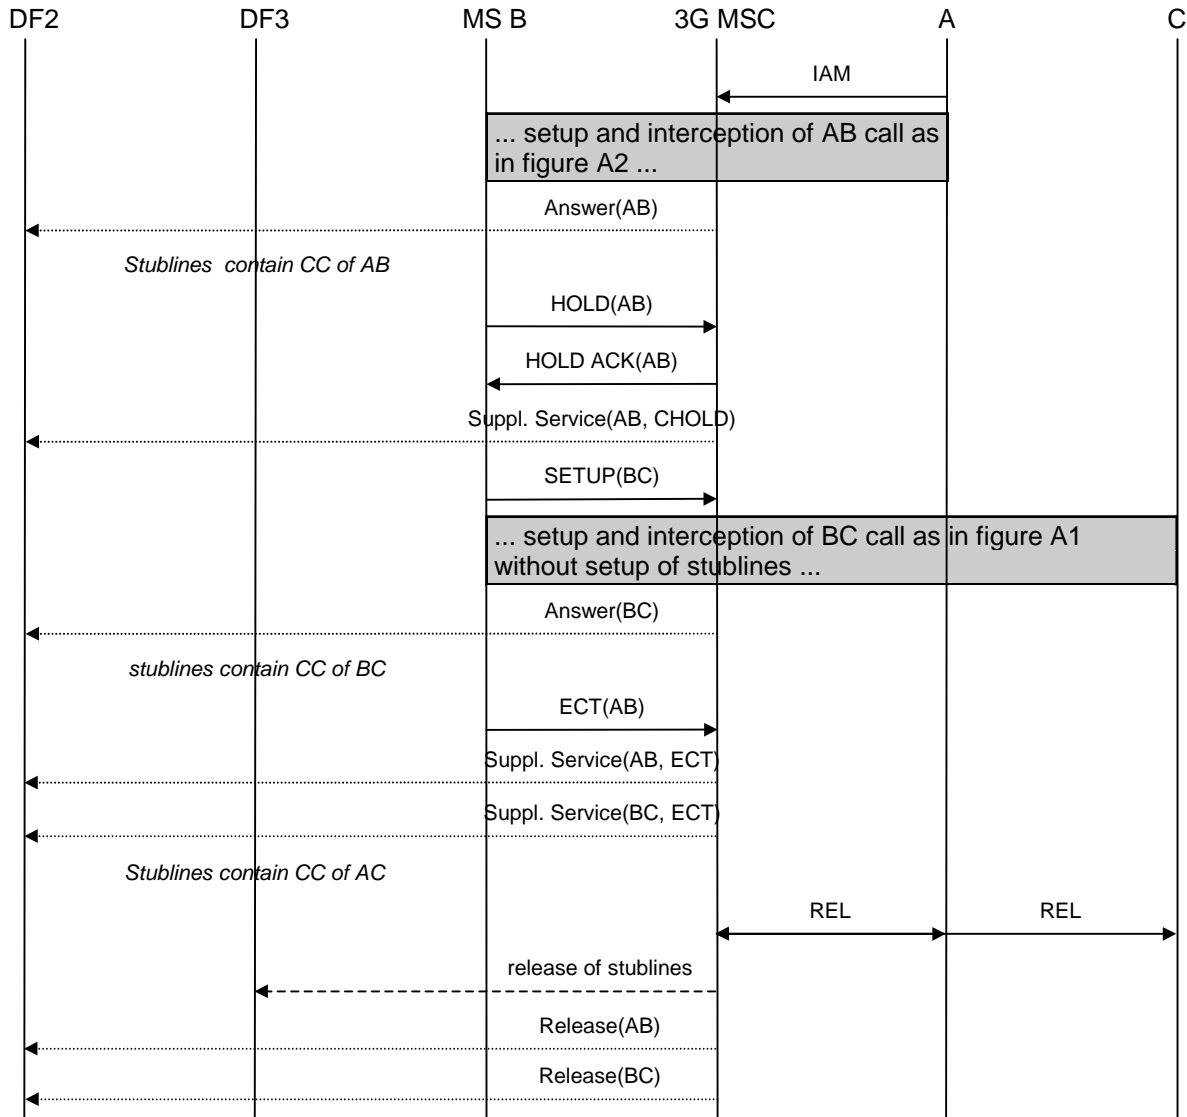 DF2 DF3 MS B 3G MSC A C
IAM
... setup and interception of AB call as
in figure A2 ...
Answer(AB)
Stublines contain CC of AB
HOLD(AB)
HOLD ACK(AB)
Suppl. Service(AB, CHOLD)
SETUP(BC)
... setup and interception of BC call as in figure A1
without setup of stublines ...
Answer(BC)
stublines contain CC of BC
ECT(AB)
Suppl. Service(AB, ECT)
Suppl. Service(BC, ECT)
Stublines contain CC of AC
REL REL
release of stublines
Release(AB)
Release(BC)